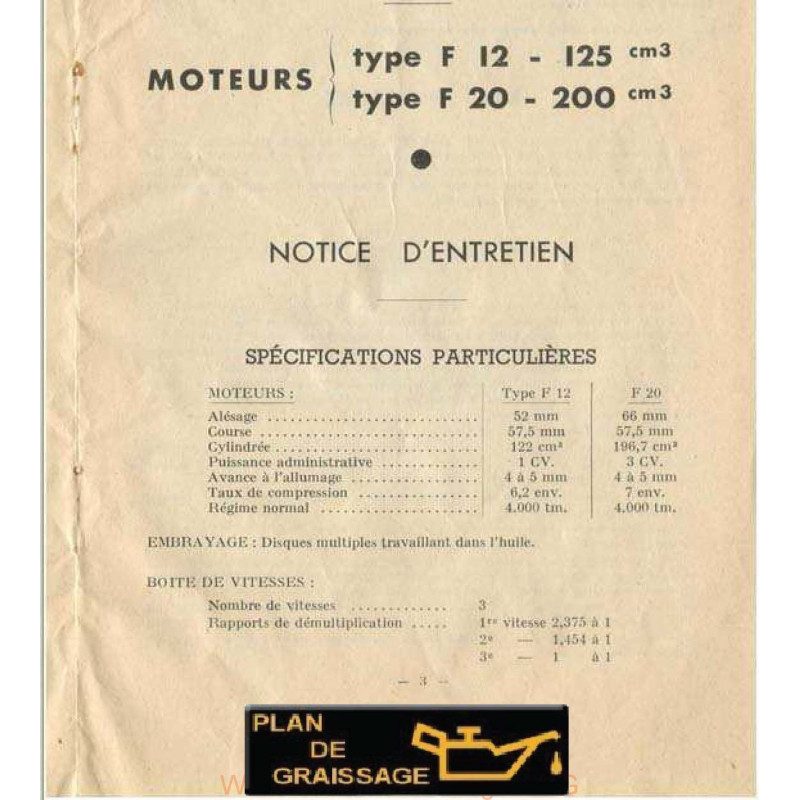 MOTEURS { type F 12 - 125 cm3
type F 20 - 200 cm3
NOTICE D'ENTRETIEN
SPÉCIFICATIONS PARTICULIÈRES
MOTEURS : Type F 12 F 20
Alésage ............................ 52 mm 66 mm
Course ............................. 57,5 mm 57,5 mm
Cylindrée .......................... 122 cm³ 196,7 cm³
Puissance administrative ............. 1 CV. 3 CV.
Avance à l'allumage ................. 4 à 5 mm 4 à 5 mm
Taux de compression ............... 6,2 env. 7 env.
Régime normal .................... 4.000 tm. 4.000 tm.
EMBRAYAGE : Disques multiples travaillant dans l'huile.
BOITE DE VITESSES :
Nombre de vitesses ............. 3
Rapports de démultiplication ..... 1re vitesse 2,375 à 1
2e — 1,454 à 1
3e — 1 à 1
— 3 —
PLAN
DE
GRAISSAGE